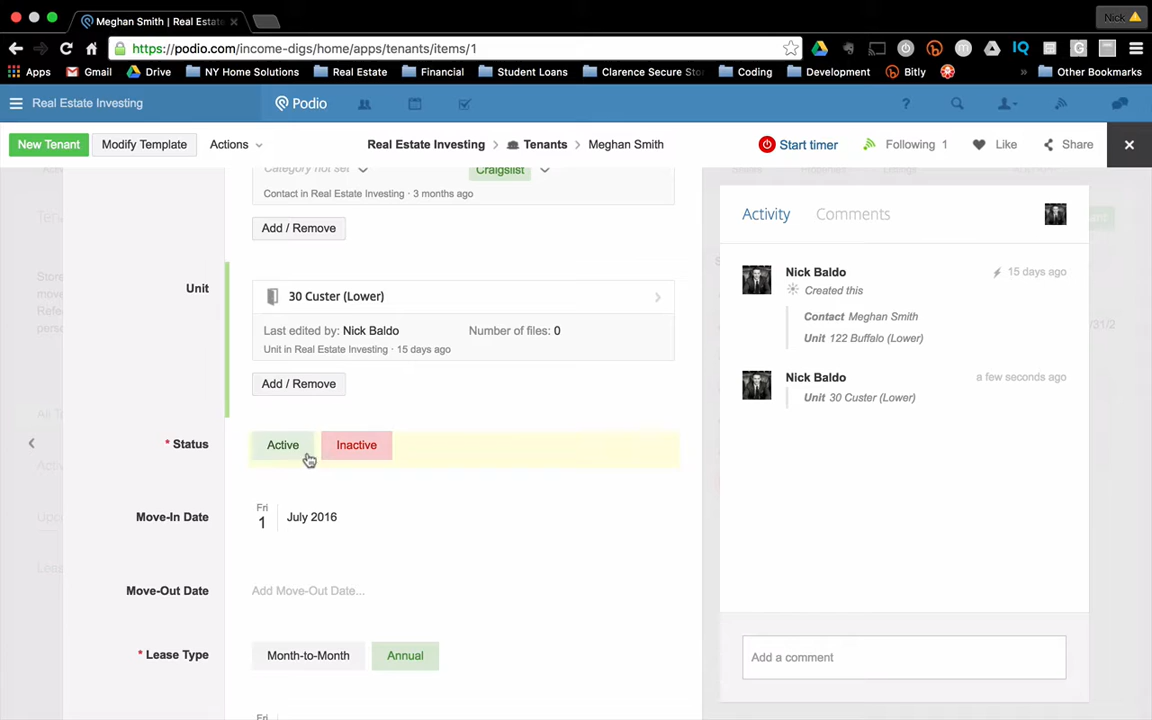 Meghan Smith | Real Estate
Nick
https://podio.com/income-digs/home/apps/tenants/items/1
Apps Gmail Drive NY Home Solutions Real Estate Financial Student Loans Clarence Secure Stor Coding Development Bitly » Other Bookmarks
Real Estate Investing Podio
New Tenant Modify Template Actions Real Estate Investing > Tenants > Meghan Smith Start timer Following 1 Like Share
Category not set Craigslist
Contact in Real Estate Investing · 3 months ago
Add / Remove
Unit
30 Custer (Lower)
Last edited by: Nick Baldo Number of files: 0
Unit in Real Estate Investing · 15 days ago
Add / Remove
* Status Active Inactive
Move-In Date Fri 1 July 2016
Move-Out Date Add Move-Out Date...
* Lease Type Month-to-Month Annual
Fri
Activity Comments
Nick Baldo 15 days ago
Created this
Contact Meghan Smith
Unit 122 Buffalo (Lower)
Nick Baldo a few seconds ago
Unit 30 Custer (Lower)
Add a comment